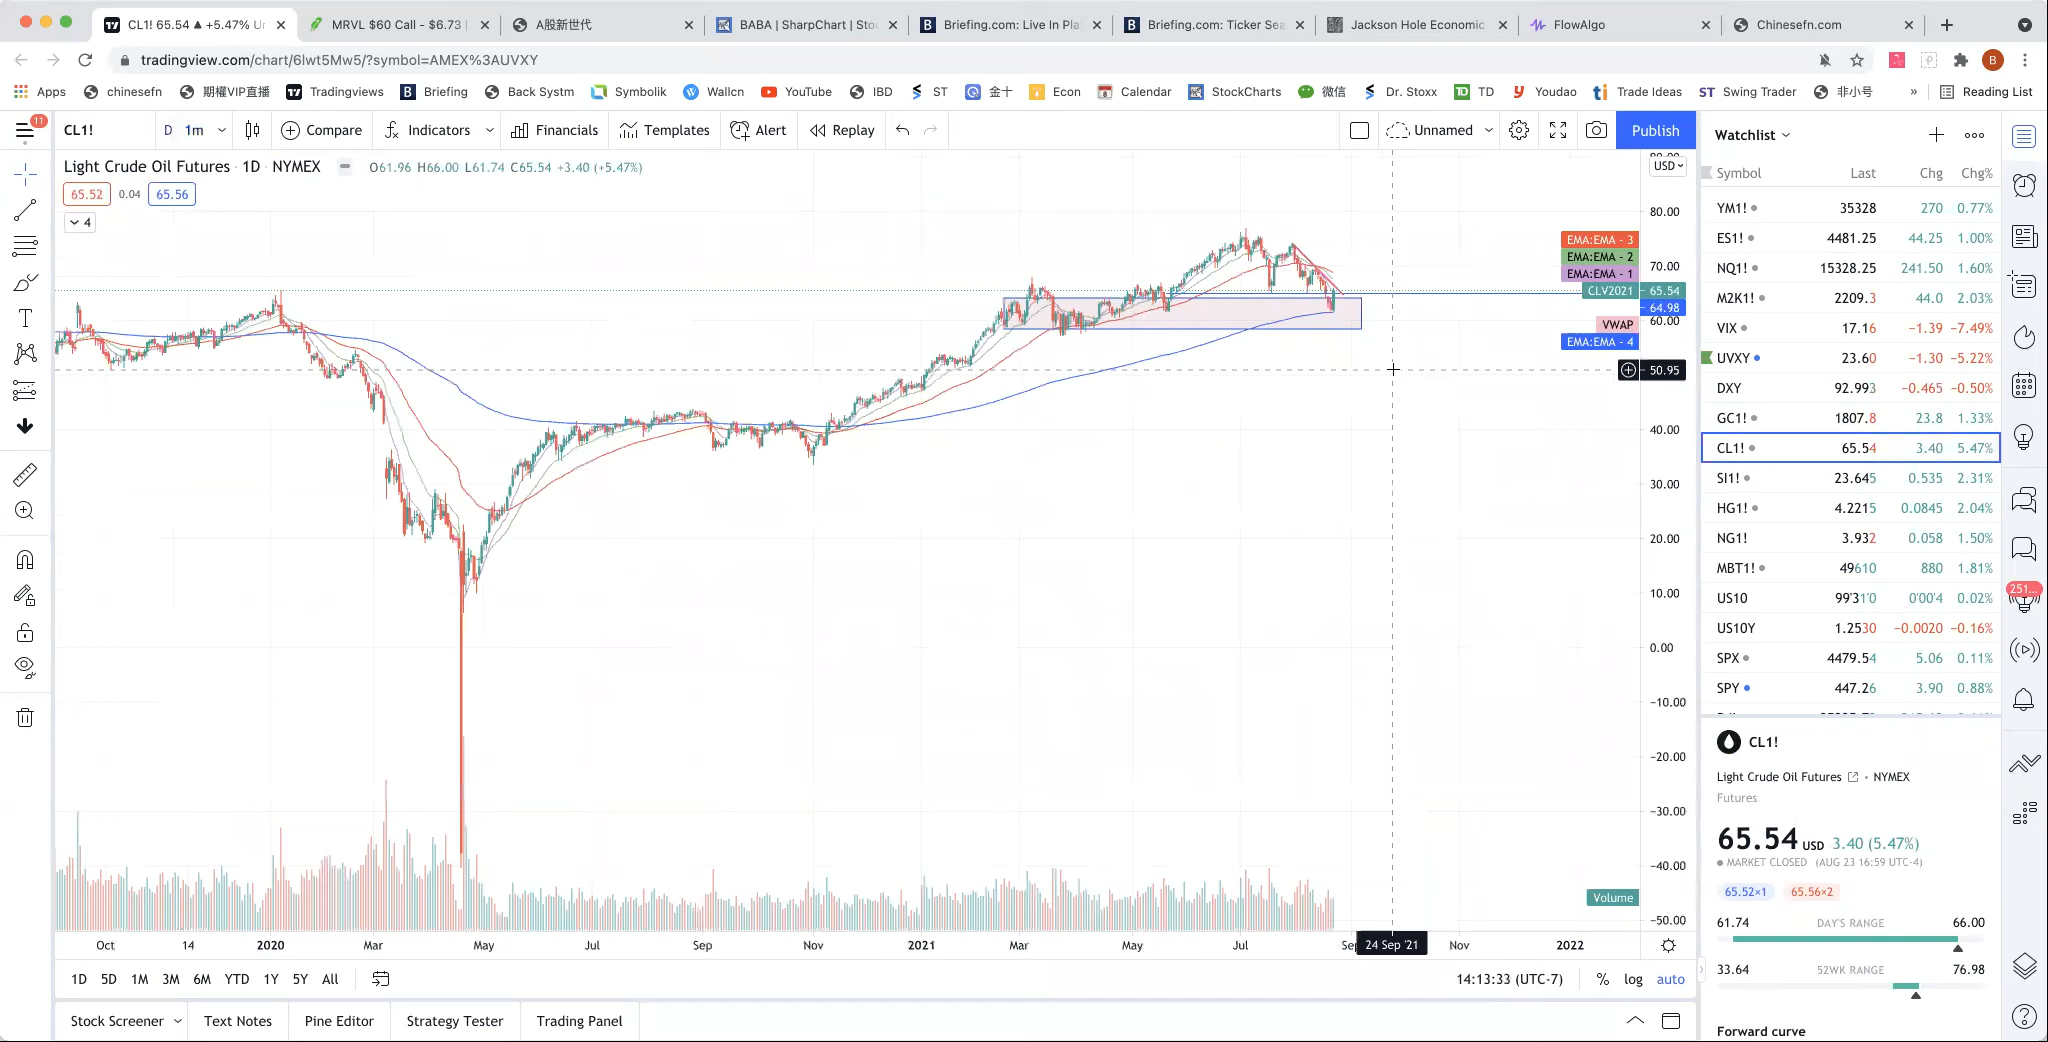 CL1! 65.54 ▲ +5.47% Un
MRVL $60 Call - $6.73 |
A股新世代
BABA | SharpChart | Sto
Briefing.com: Live In Pla
Briefing.com: Ticker Sea
Jackson Hole Economic
FlowAlgo
Chinesefn.com
tradingview.com/chart/6lwt5Mw5/?symbol=AMEX%3AUVXY
B
Apps chinesefn 期權VIP直播 Tradingviews Briefing Back Systm Symbolik Wallcn YouTube IBD ST 金十 Econ Calendar StockCharts 微信 Dr. Stoxx TD Youdao Trade Ideas Swing Trader 非小号 » Reading List
11
CL1! D 1m Compare Indicators Financials Templates Alert Replay Unnamed Publish
Light Crude Oil Futures · 1D · NYMEX O61.96 H66.00 L61.74 C65.54 +3.40 (+5.47%)
65.52 0.04 65.56
4
USD
80.00
70.00
60.00
40.00
30.00
20.00
10.00
0.00
−10.00
−20.00
−30.00
−40.00
−50.00
EMA:EMA - 3
EMA:EMA - 2
EMA:EMA - 1
CLV2021 65.54
64.98
VWAP
EMA:EMA - 4
50.95
Volume
Oct 14 2020 Mar May Jul Sep Nov 2021 Mar May Jul Sep 24 Sep '21 Nov 2022
1D 5D 1M 3M 6M YTD 1Y 5Y All
14:13:33 (UTC-7) % log auto
Stock Screener Text Notes Pine Editor Strategy Tester Trading Panel
Watchlist
Symbol Last Chg Chg%
YM1! 35328 270 0.77%
ES1! 4481.25 44.25 1.00%
NQ1! 15328.25 241.50 1.60%
M2K1! 2209.3 44.0 2.03%
VIX 17.16 −1.39 −7.49%
UVXY 23.60 −1.30 −5.22%
DXY 92.993 −0.465 −0.50%
GC1! 1807.8 23.8 1.33%
CL1! 65.54 3.40 5.47%
SI1! 23.645 0.535 2.31%
HG1! 4.2215 0.0845 2.04%
NG1! 3.932 0.058 1.50%
MBT1! 49610 880 1.81%
US10 99'31'0 0'00'4 0.02%
US10Y 1.2530 −0.0020 −0.16%
SPX 4479.54 5.06 0.11%
SPY 447.26 3.90 0.88%
251...
CL1!
Light Crude Oil Futures • NYMEX
Futures
65.54 USD 3.40 (5.47%)
MARKET CLOSED (AUG 23 16:59 UTC-4)
65.52×1 65.56×2
61.74 DAY'S RANGE 66.00
33.64 52WK RANGE 76.98
Forward curve